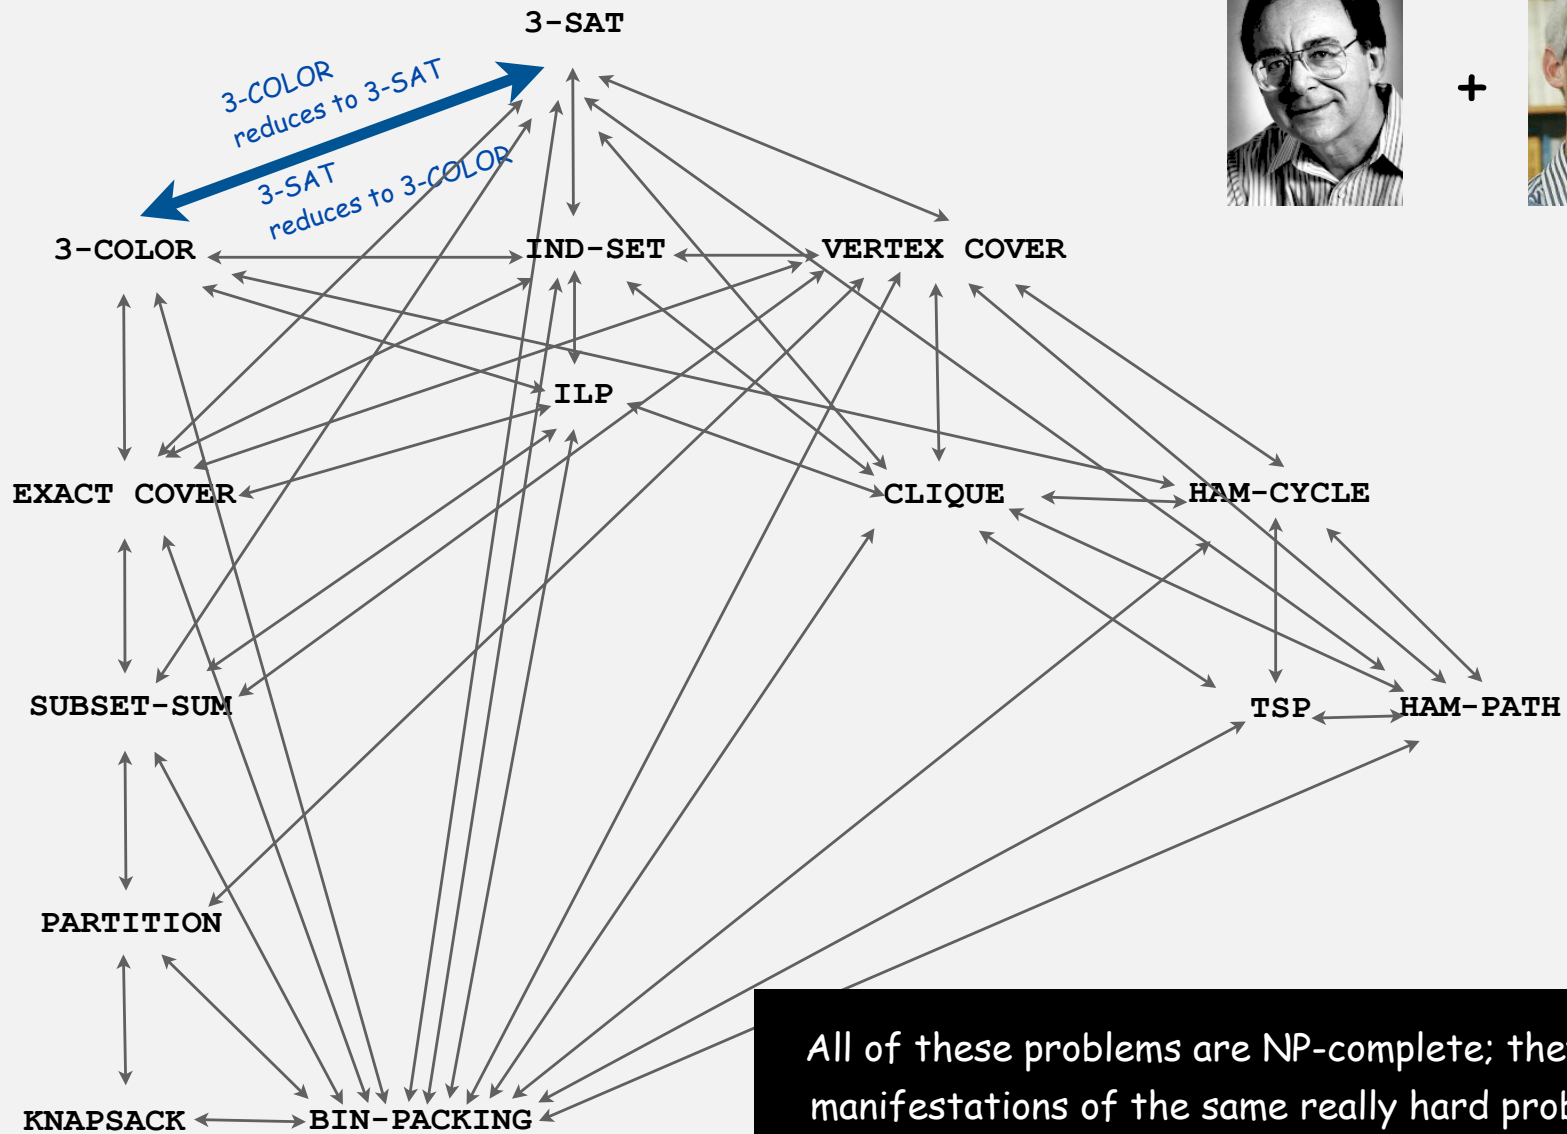 3-SAT
+
3-COLOR
reduces to 3-SAT
3-SAT
reduces to 3-COLOR
3-COLOR
IND-SET
VERTEX COVER
ILP
EXACT COVER
CLIQUE
HAM-CYCLE
SUBSET-SUM
TSP
HAM-PATH
PARTITION
All of these problems are NP-complete;
manifestations of the same really hard
KNAPSACK
BIN-PACKING